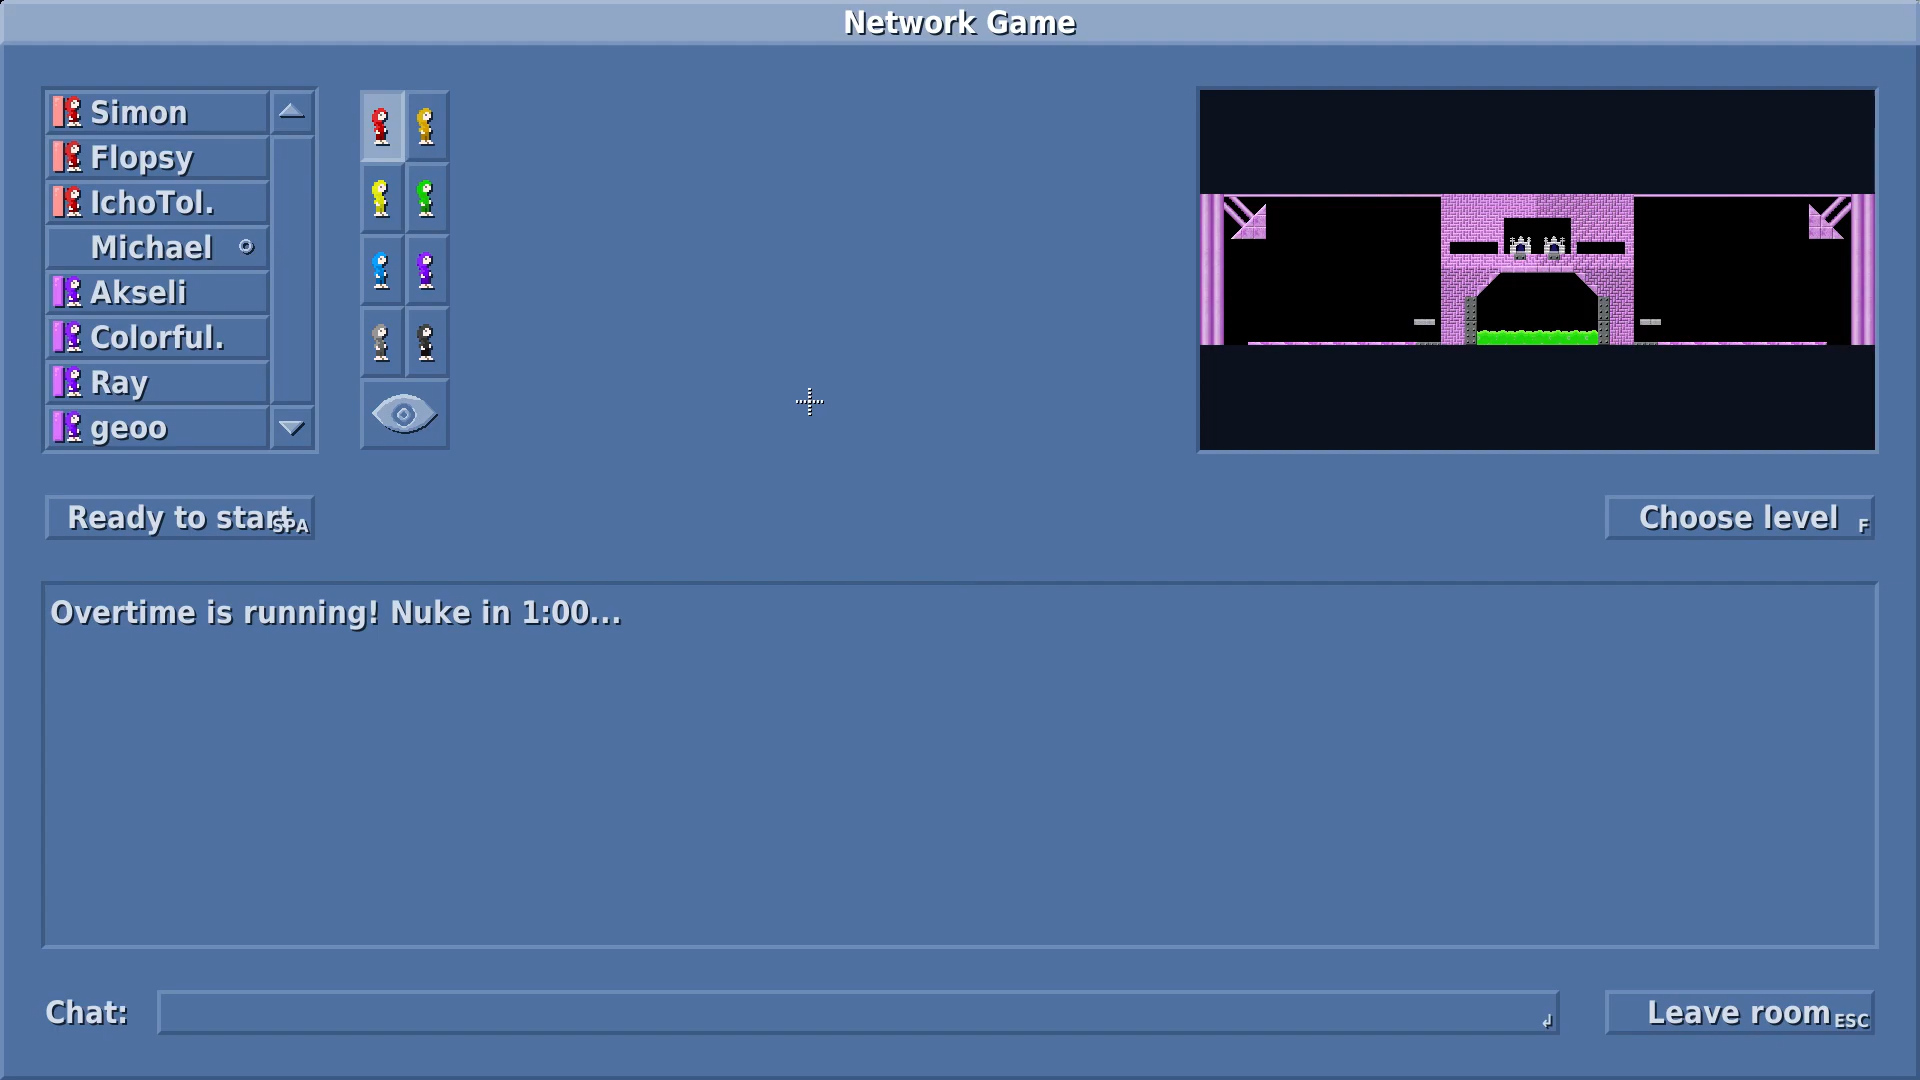 Network Game
Simon
Flopsy
IchoTol.
Michael
Akseli
Colorful.
Ray
geoo
Ready to start SPA
Choose level F
Overtime is running! Nuke in 1:00...
Chat:
Leave room ESC